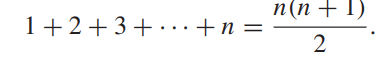 1 + 2 + 3 + · · · + n = n(n + 1) / 2 .